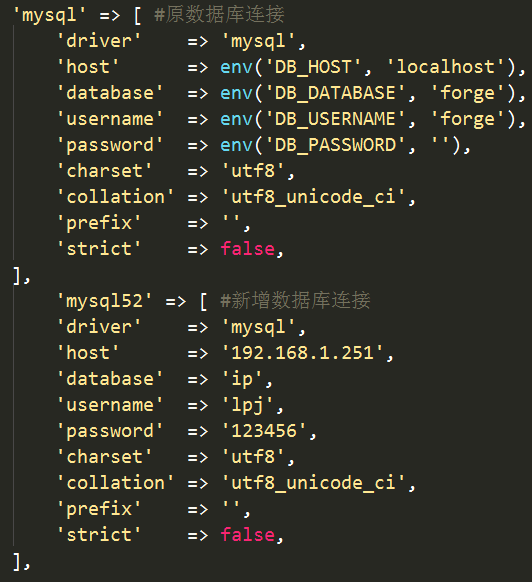 'mysql' => [ #原数据库连接
    'driver'    => 'mysql',
    'host'      => env('DB_HOST', 'localhost'),
    'database'  => env('DB_DATABASE', 'forge'),
    'username'  => env('DB_USERNAME', 'forge'),
    'password'  => env('DB_PASSWORD', ''),
    'charset'   => 'utf8',
    'collation' => 'utf8_unicode_ci',
    'prefix'    => '',
    'strict'    => false,
],
    'mysql52' => [ #新增数据库连接
    'driver'    => 'mysql',
    'host'      => '192.168.1.251',
    'database'  => 'ip',
    'username'  => 'lpj',
    'password'  => '123456',
    'charset'   => 'utf8',
    'collation' => 'utf8_unicode_ci',
    'prefix'    => '',
    'strict'    => false,
],